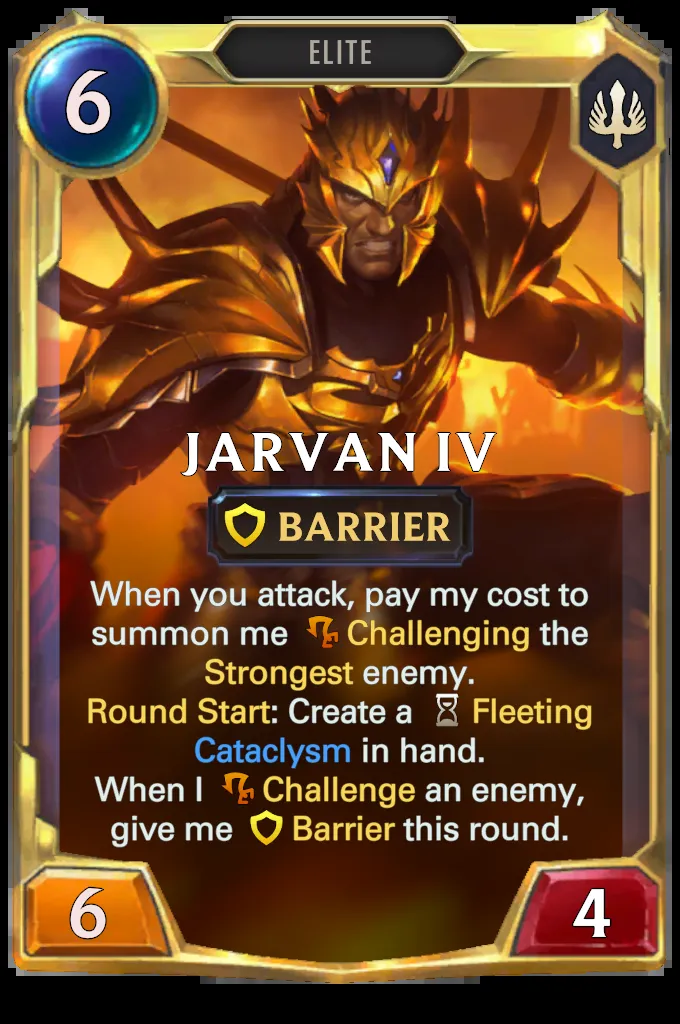 ELITE
6
JARVAN IV
BARRIER
When you attack, pay my cost to
summon me Challenging the
Strongest enemy.
Round Start: Create a Fleeting
Cataclysm in hand.
When I Challenge an enemy,
give me Barrier this round.
6
4